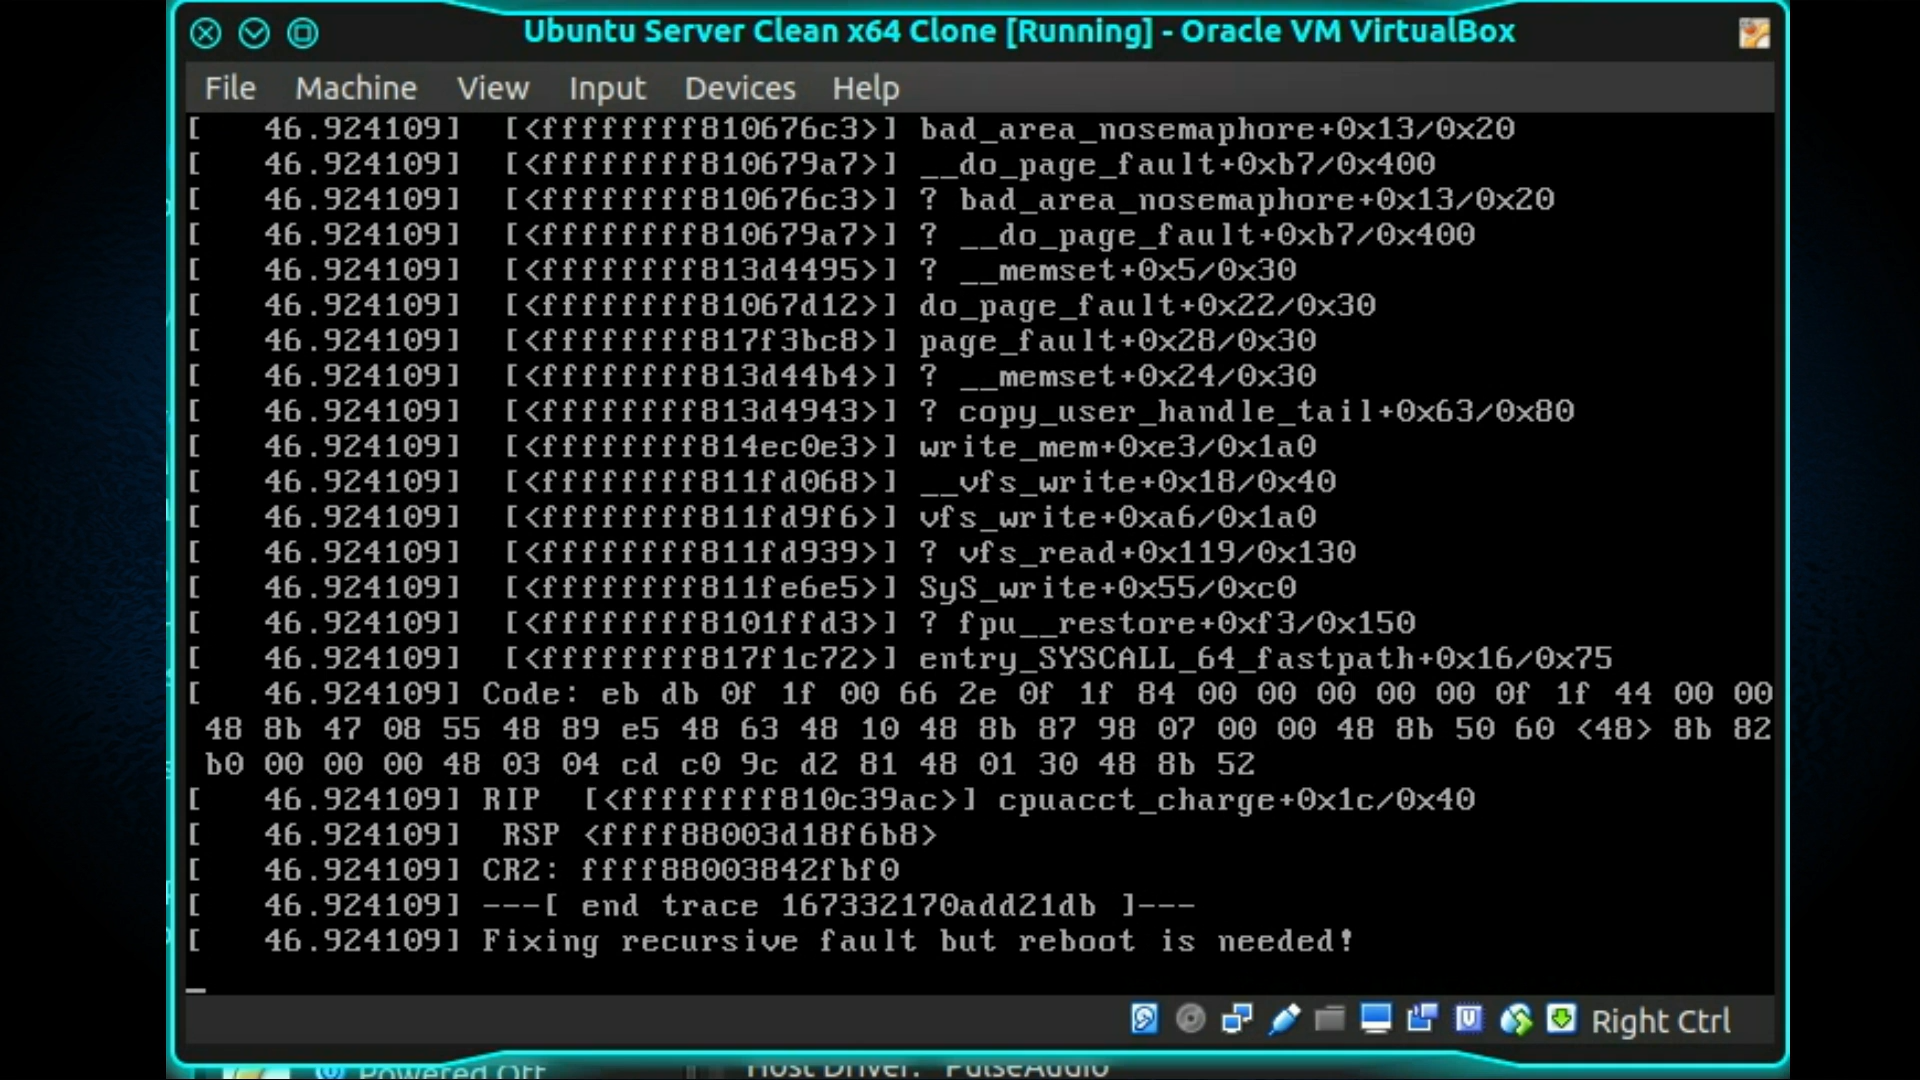 Ubuntu Server Clean x64 Clone [Running] - Oracle VM VirtualBox
File Machine View Input Devices Help
[   46.924109]  [<ffffffff810676c3>] bad_area_nosemaphore+0x13/0x20
[   46.924109]  [<ffffffff810679a7>] __do_page_fault+0xb7/0x400
[   46.924109]  [<ffffffff810676c3>] ? bad_area_nosemaphore+0x13/0x20
[   46.924109]  [<ffffffff810679a7>] ? __do_page_fault+0xb7/0x400
[   46.924109]  [<ffffffff813d4495>] ? __memset+0x5/0x30
[   46.924109]  [<ffffffff81067d12>] do_page_fault+0x22/0x30
[   46.924109]  [<ffffffff817f3bc8>] page_fault+0x28/0x30
[   46.924109]  [<ffffffff813d44b4>] ? __memset+0x24/0x30
[   46.924109]  [<ffffffff813d4943>] ? copy_user_handle_tail+0x63/0x80
[   46.924109]  [<ffffffff814ec0e3>] write_mem+0xe3/0x1a0
[   46.924109]  [<ffffffff811fd068>] __vfs_write+0x18/0x40
[   46.924109]  [<ffffffff811fd9f6>] vfs_write+0xa6/0x1a0
[   46.924109]  [<ffffffff811fd939>] ? vfs_read+0x119/0x130
[   46.924109]  [<ffffffff811fe6e5>] SyS_write+0x55/0xc0
[   46.924109]  [<ffffffff8101ffd3>] ? fpu__restore+0xf3/0x150
[   46.924109]  [<ffffffff817f1c72>] entry_SYSCALL_64_fastpath+0x16/0x75
[   46.924109] Code: eb db 0f 1f 00 66 2e 0f 1f 84 00 00 00 00 00 0f 1f 44 00 00
48 8b 47 08 55 48 89 e5 48 63 48 10 48 8b 87 98 07 00 00 48 8b 50 60 <48> 8b 82
b0 00 00 00 48 03 04 cd c0 9c d2 81 48 01 30 48 8b 52
[   46.924109] RIP  [<ffffffff810c39ac>] cpuacct_charge+0x1c/0x40
[   46.924109]  RSP <ffff88003d18f6b8>
[   46.924109] CR2: ffff88003842fbf0
[   46.924109] ---[ end trace 167332170add21db ]---
[   46.924109] Fixing recursive fault but reboot is needed!
_
Right Ctrl
Powered Off
Host Driver: PulseAudio